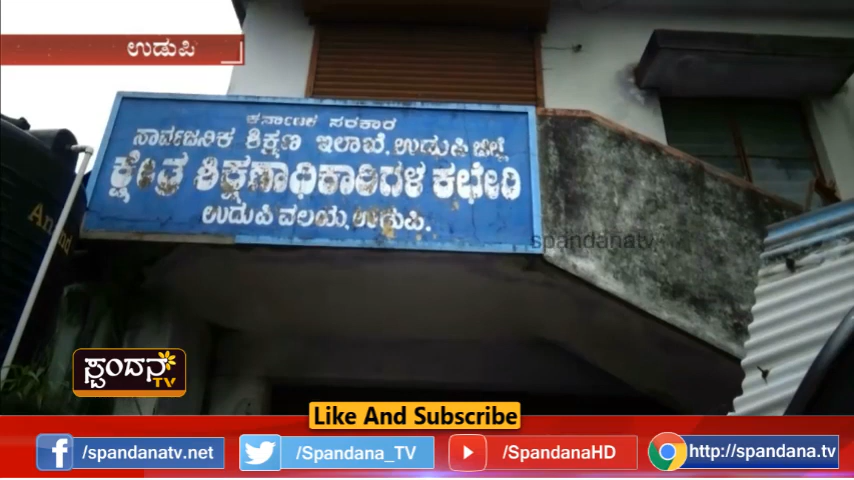 ಉಡುಪಿ
ಕರ್ನಾಟಕ ಸರಕಾರ
ಸಾರ್ವಜನಿಕ ಶಿಕ್ಷಣ ಇಲಾಖೆ, ಉಡುಪಿ ಜಿಲ್ಲೆ
ಕ್ಷೇತ್ರ ಶಿಕ್ಷಣಾಧಿಕಾರಿಗಳ ಕಛೇರಿ
ಉಡುಪಿ ವಲಯ, ಉಡುಪಿ.
spandanatv
Anand
ಸ್ಪಂದನ
TV
Like And Subscribe
/spandanatv.net
/Spandana_TV
/SpandanaHD
http://spandana.tv